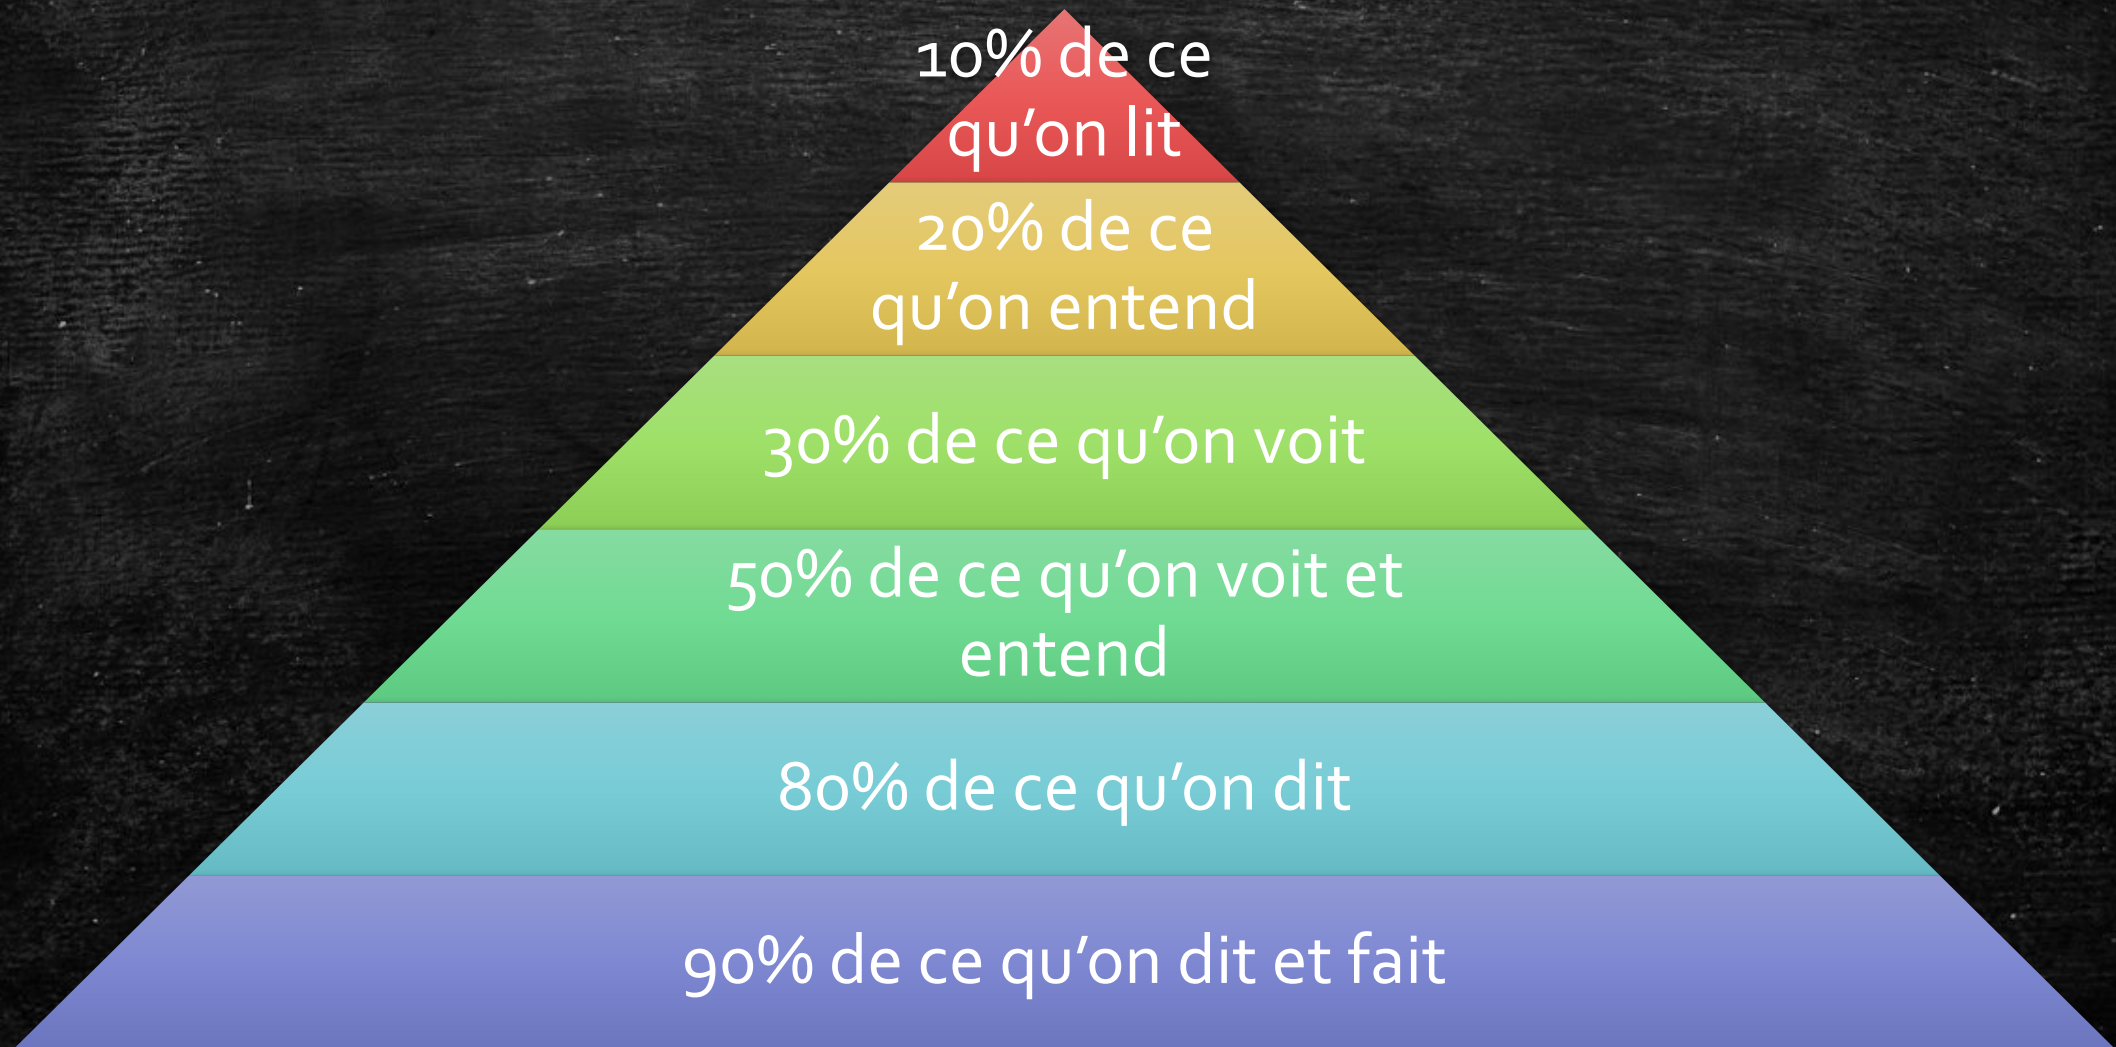 10% de ce
qu’on lit
20% de ce
qu’on entend
30% de ce qu’on voit
50% de ce qu’on voit et
entend
80% de ce qu’on dit
90% de ce qu’on dit et fait